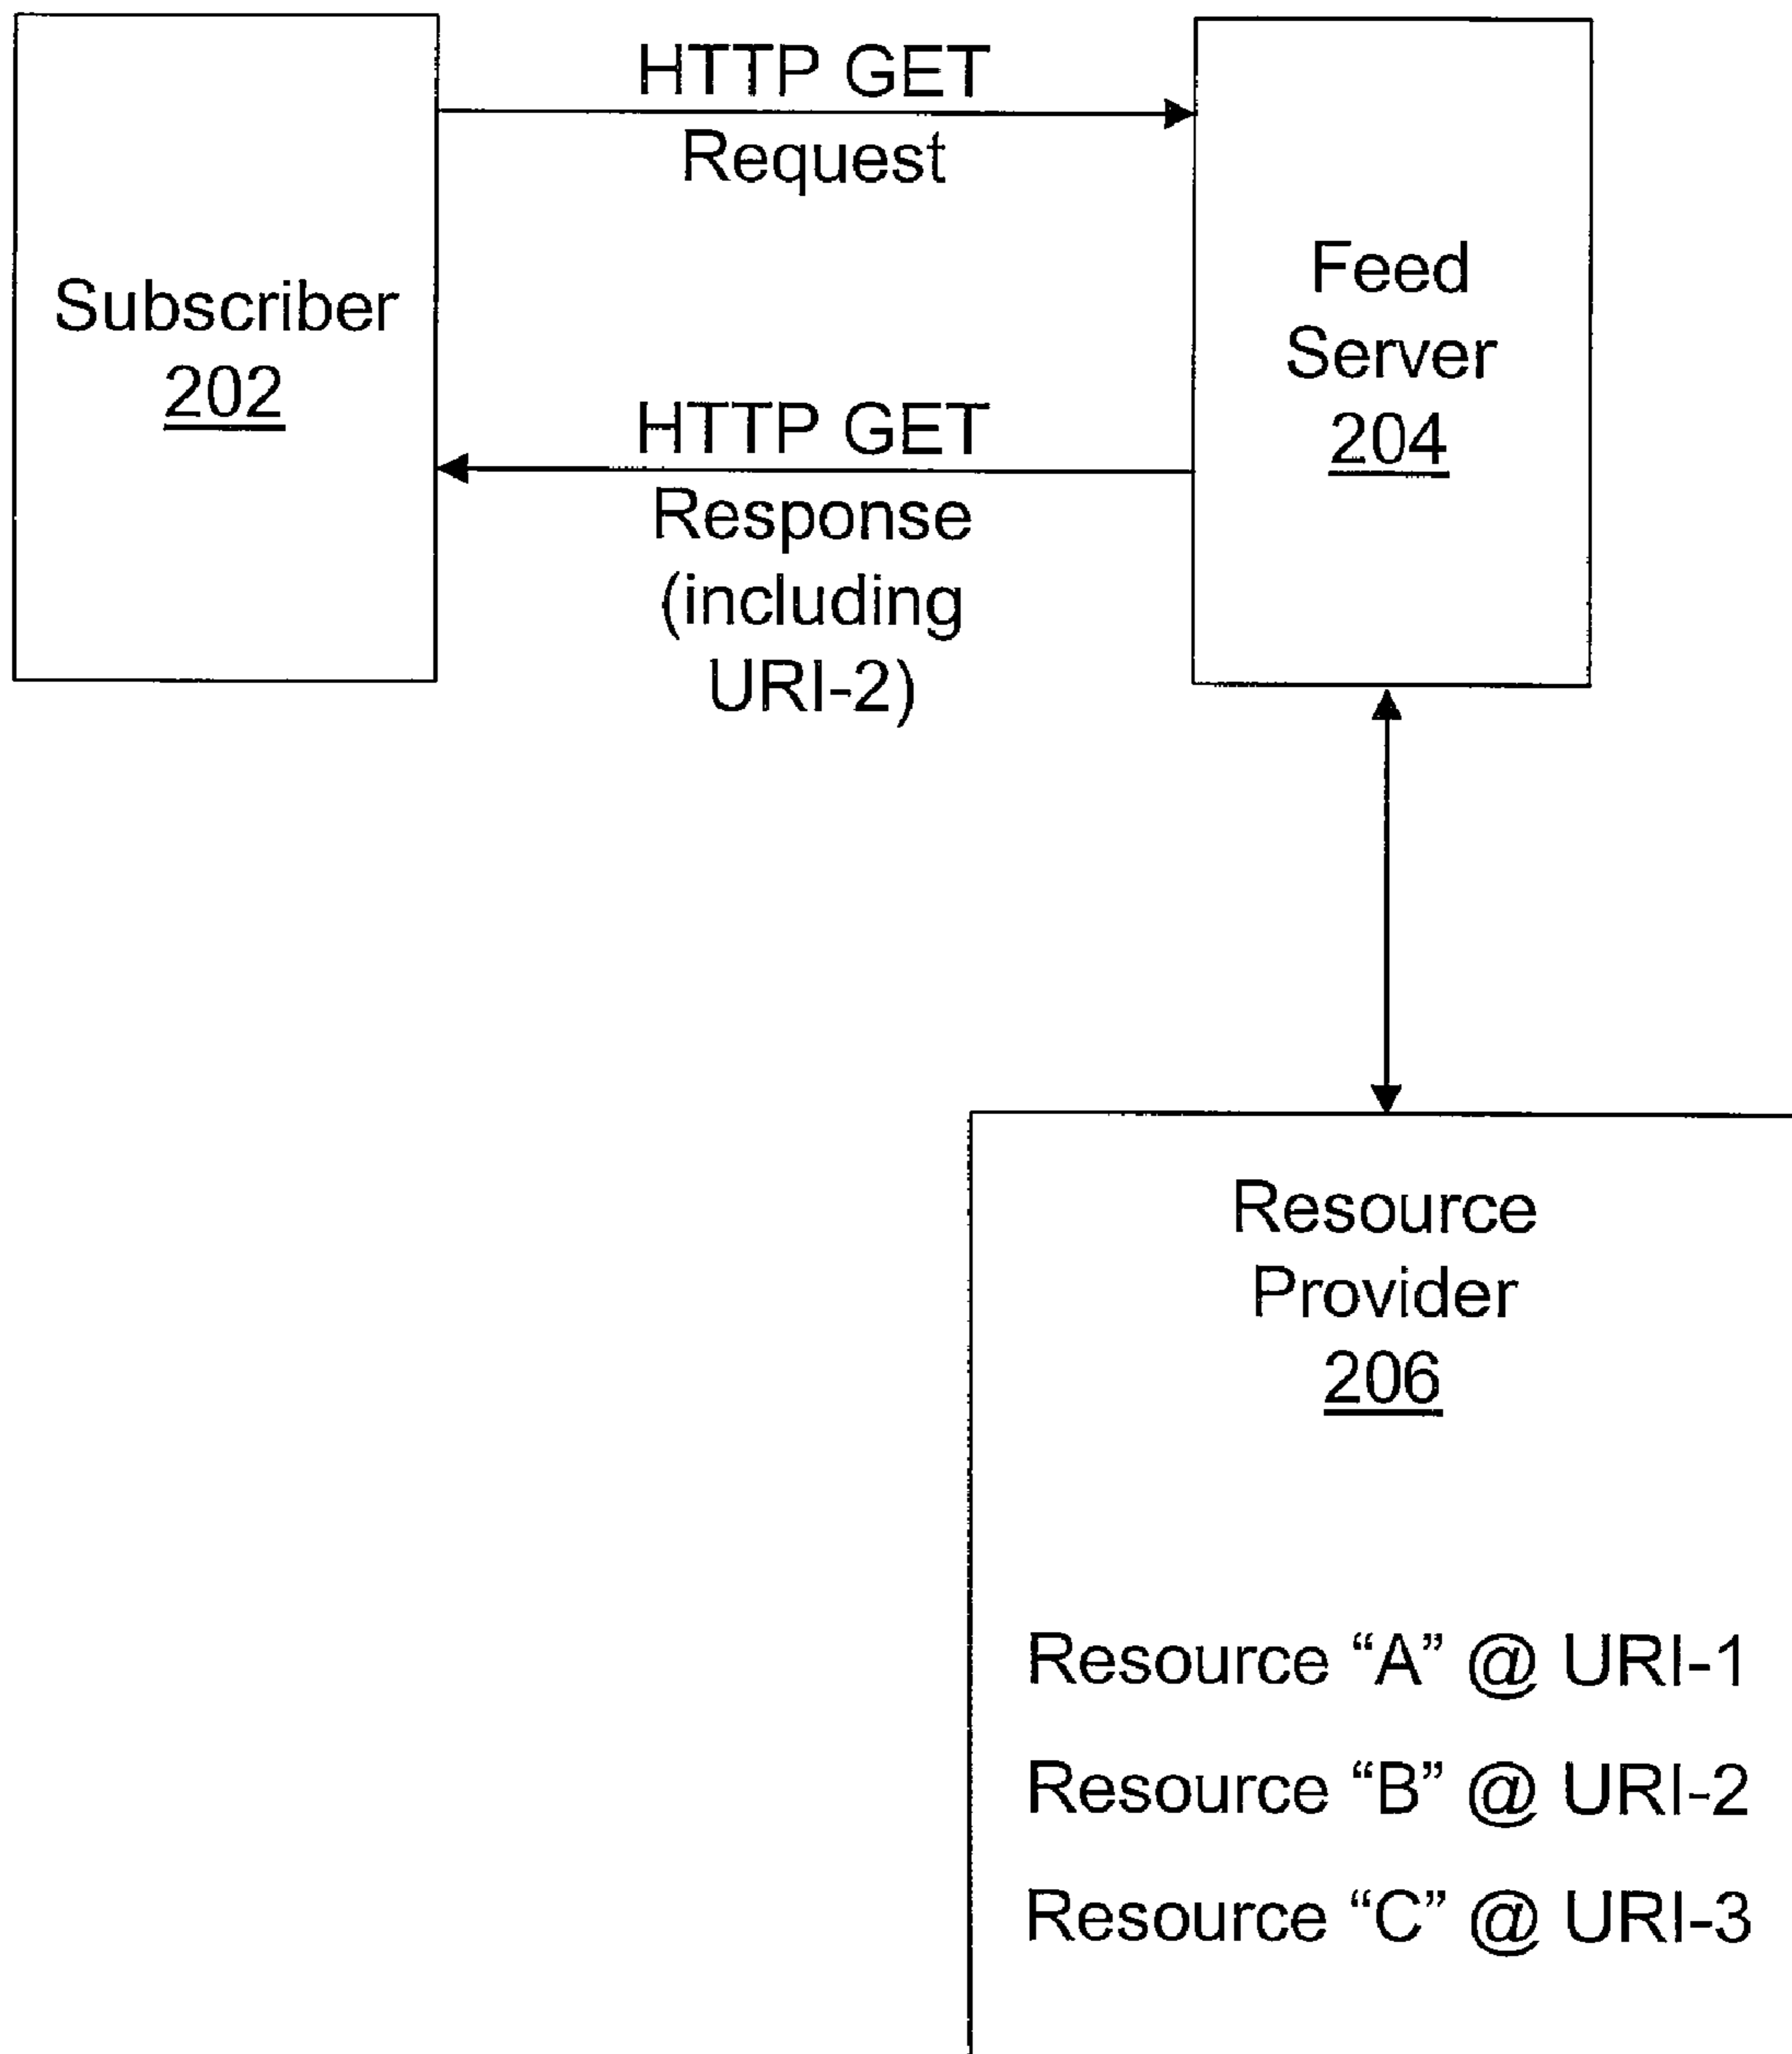 Subscriber
202
HTTP GET
Request
HTTP GET
Response
(including
URI-2)
Feed
Server
204
Resource
Provider
206
Resource “A” @ URI-1
Resource “B” @ URI-2
Resource “C” @ URI-3